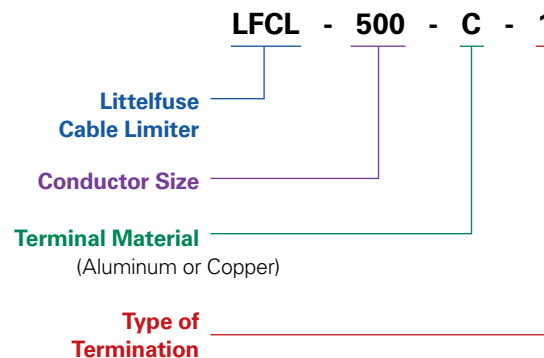 LFCL - 500 - C -
Littelfuse
Cable Limiter
Conductor Size
Terminal Material
(Aluminum or Copper)
Type of
Termination